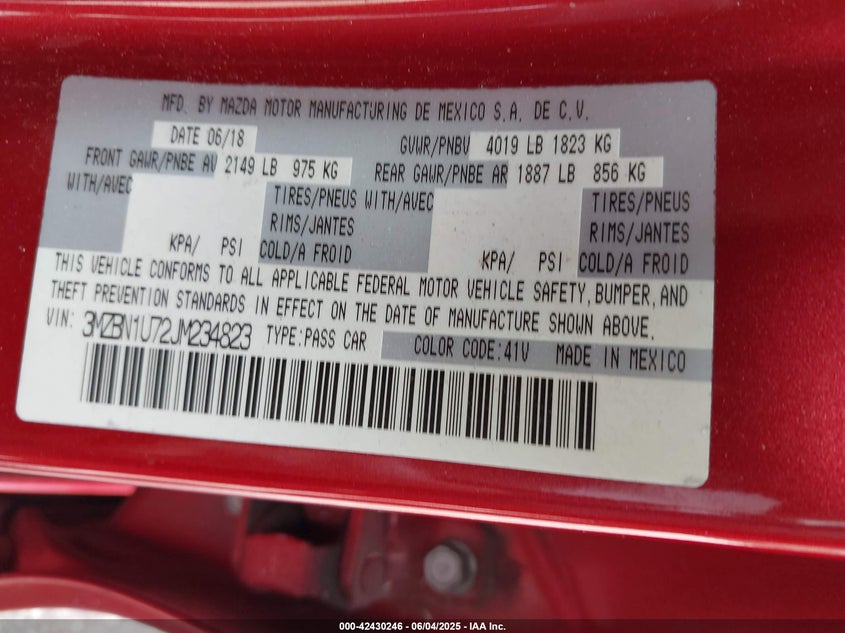 MFD. BY MAZDA MOTOR MANUFACTURING DE MEXICO S.A. DE C.V.
DATE 06/18 GVWR/PNBV 4019 LB 1823 KG
FRONT GAWR/PNBE AV 2149 LB 975 KG REAR GAWR/PNBE AR 1887 LB 856 KG
WITH/AVEC TIRES/PNEUS WITH/AVEC TIRES/PNEUS
RIMS/JANTES RIMS/JANTES
KPA/ PSI COLD/A FROID KPA/ PSI COLD/A FROID
THIS VEHICLE CONFORMS TO ALL APPLICABLE FEDERAL MOTOR VEHICLE SAFETY, BUMPER, AND
THEFT PREVENTION STANDARDS IN EFFECT ON THE DATE OF MANUFACTURE SHOWN ABOVE.
VIN: 3MZBN1U72JM234823 TYPE:PASS CAR COLOR CODE:41V MADE IN MEXICO
000-42430246 - 06/04/2025 - IAA Inc.